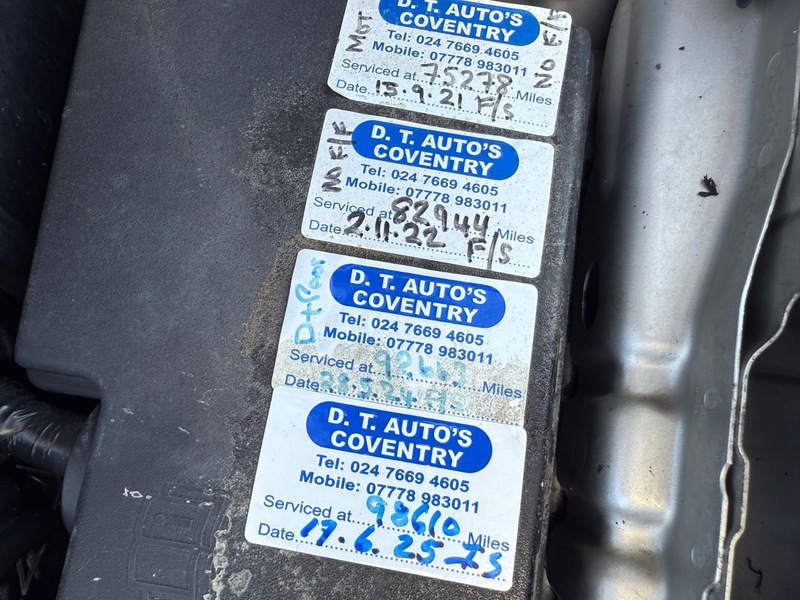 D. T. AUTO'S
COVENTRY
Tel: 024 7669 4605
Mobile: 07778 983011
Serviced at 75278 Miles
Date 13.9.21 F/S
MOT
NO F/F
D. T. AUTO'S
COVENTRY
Tel: 024 7669 4605
Mobile: 07778 983011
Serviced at 82944 Miles
Date 2.11.22 F/S
D. T. AUTO'S
COVENTRY
Tel: 024 7669 4605
Mobile: 07778 983011
Serviced at Miles
Date F/S
D. T. AUTO'S
COVENTRY
Tel: 024 7669 4605
Mobile: 07778 983011
Serviced at 98610 Miles
Date 17.6.25 IS